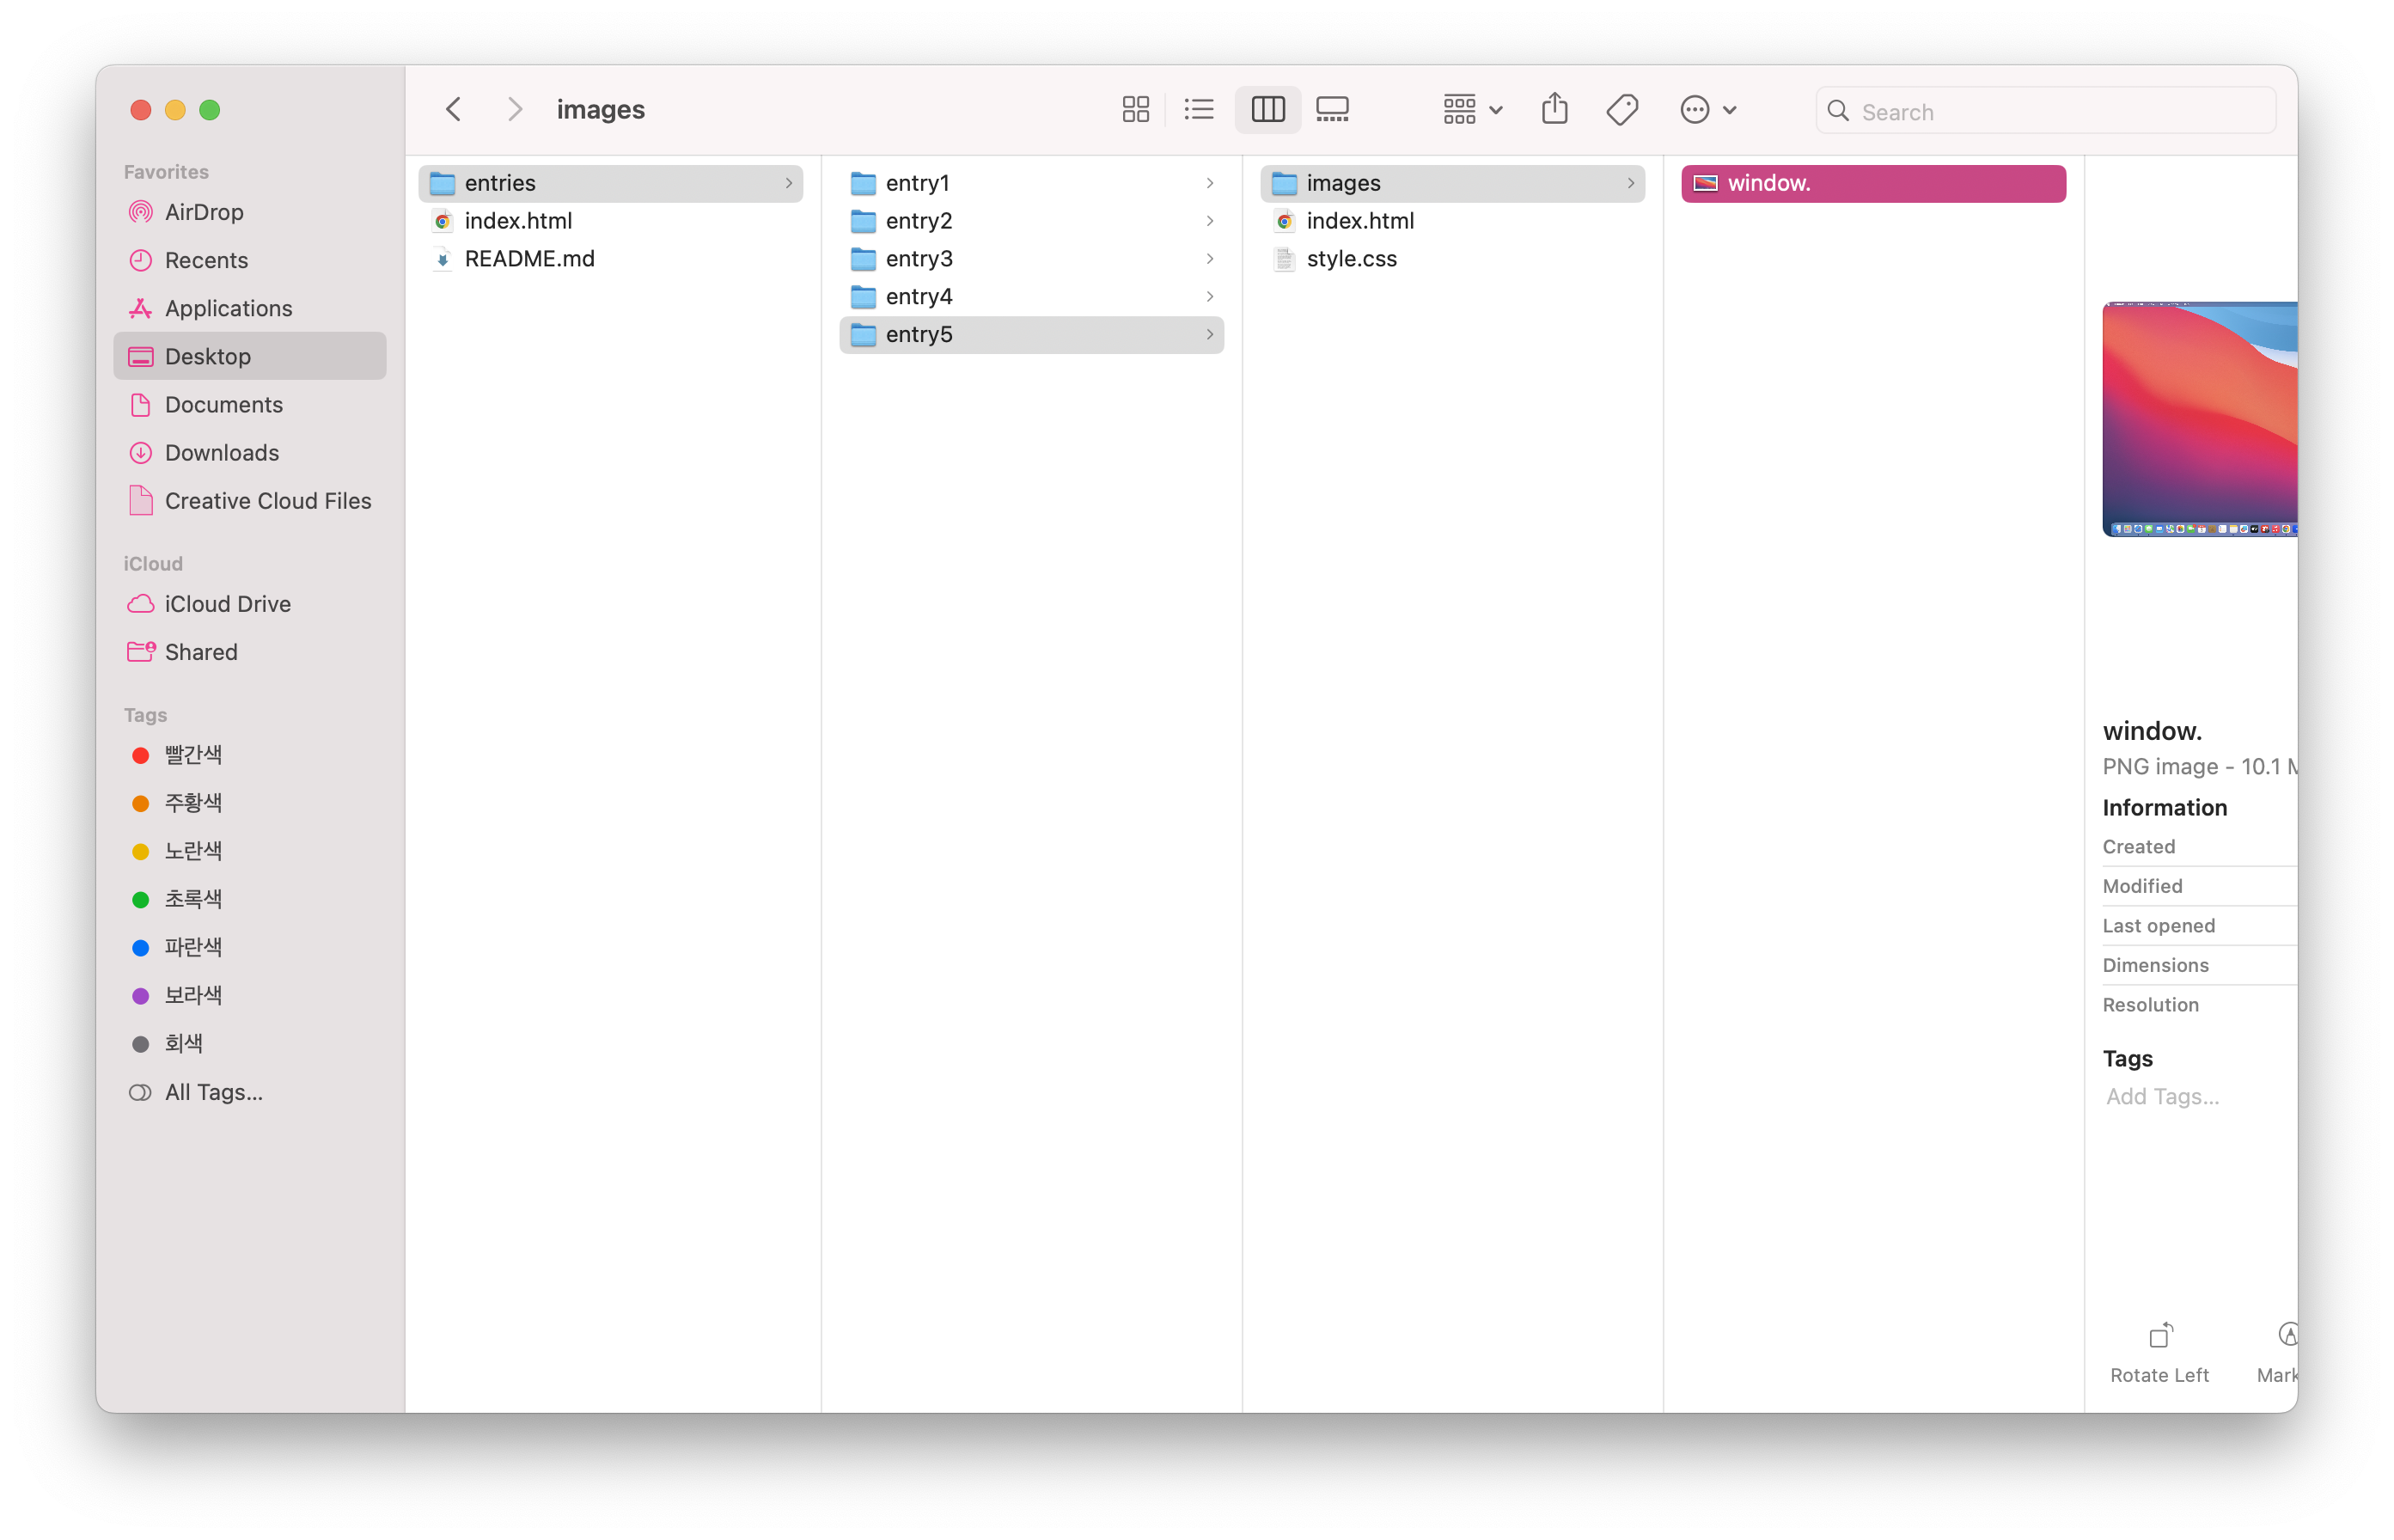 images
Search
Favorites
AirDrop
Recents
Applications
Desktop
Documents
Downloads
Creative Cloud Files
iCloud
iCloud Drive
Shared
Tags
빨간색
주황색
노란색
초록색
파란색
보라색
회색
All Tags...
entries
index.html
README.md
entry1
entry2
entry3
entry4
entry5
images
index.html
style.css
window.
window.
PNG image - 10.1 M
Information
Created
Modified
Last opened
Dimensions
Resolution
Tags
Add Tags...
Rotate Left
Mark